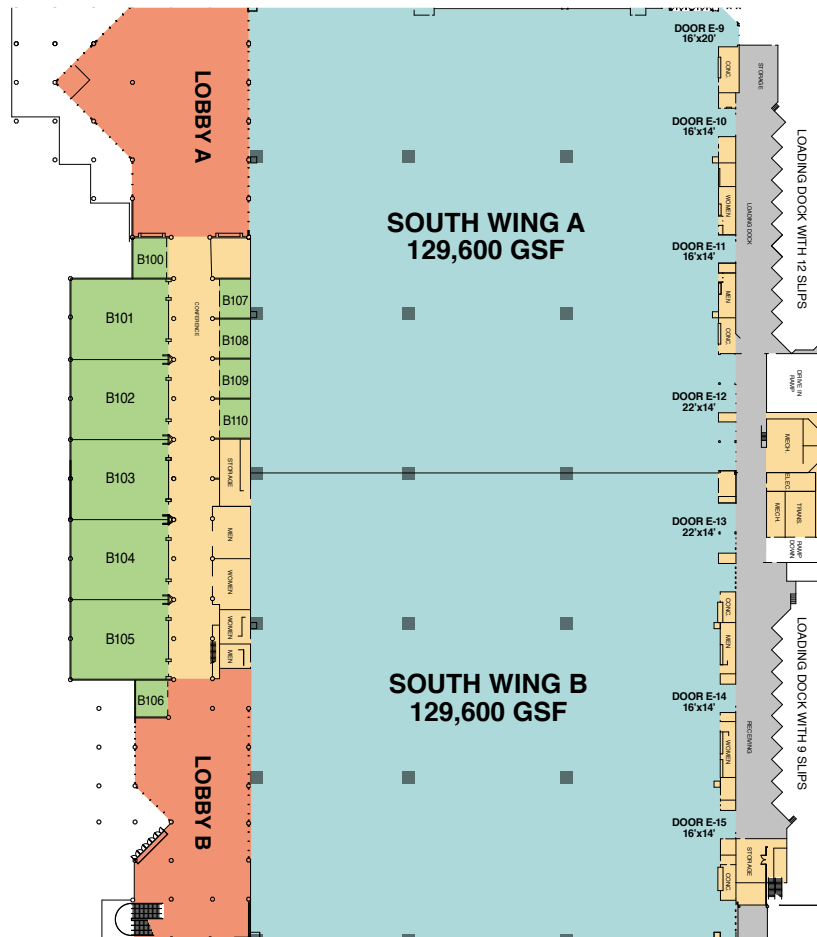 DOOR E-9
16'x20'
CONC.
STORAGE
LOBBY A
DOOR E-10
16'x14'
LOADING DOCK WITH 12 SLIPS
WOMEN
LOADING DOCK
SOUTH WING A
129,600 GSF
DOOR E-11
16'x14'
B100
MEN
B107
B101
CONFERENCE
B108
CONC.
B109
DRIVE IN
RAMP
B102
DOOR E-12
22'x14'
B110
MECH.
STORAGE
B103
ELEC.
MECH.
TRANS.
DOOR E-13
22'x14'
MEN
RAMP
DOWN
B104
WOMEN
CONC.
WOMEN
B105
MEN
MEN
LOADING DOCK WITH 9 SLIPS
SOUTH WING B
129,600 GSF
B106
DOOR E-14
16'x14'
RECEIVING
WOMEN
LOBBY B
DOOR E-15
16'x14'
STORAGE
CONC.